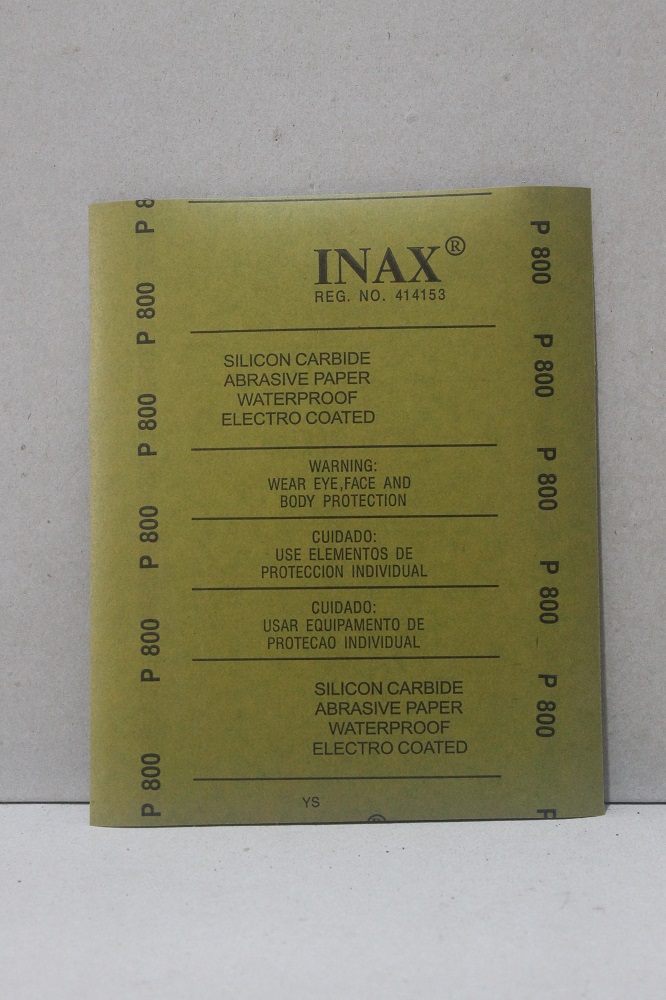 P 800 P 800 P 800 P 800 P 800 P
INAX®
REG. NO. 414153
SILICON CARBIDE
ABRASIVE PAPER
WATERPROOF
ELECTRO COATED
WARNING:
WEAR EYE,FACE AND
BODY PROTECTION
CUIDADO:
USE ELEMENTOS DE
PROTECCION INDIVIDUAL
CUIDADO:
USAR EQUIPAMENTO DE
PROTECAO INDIVIDUAL
SILICON CARBIDE
ABRASIVE PAPER
WATERPROOF
ELECTRO COATED
YS
®
P 800 P 800 P 800 P 800 P 800 P 8